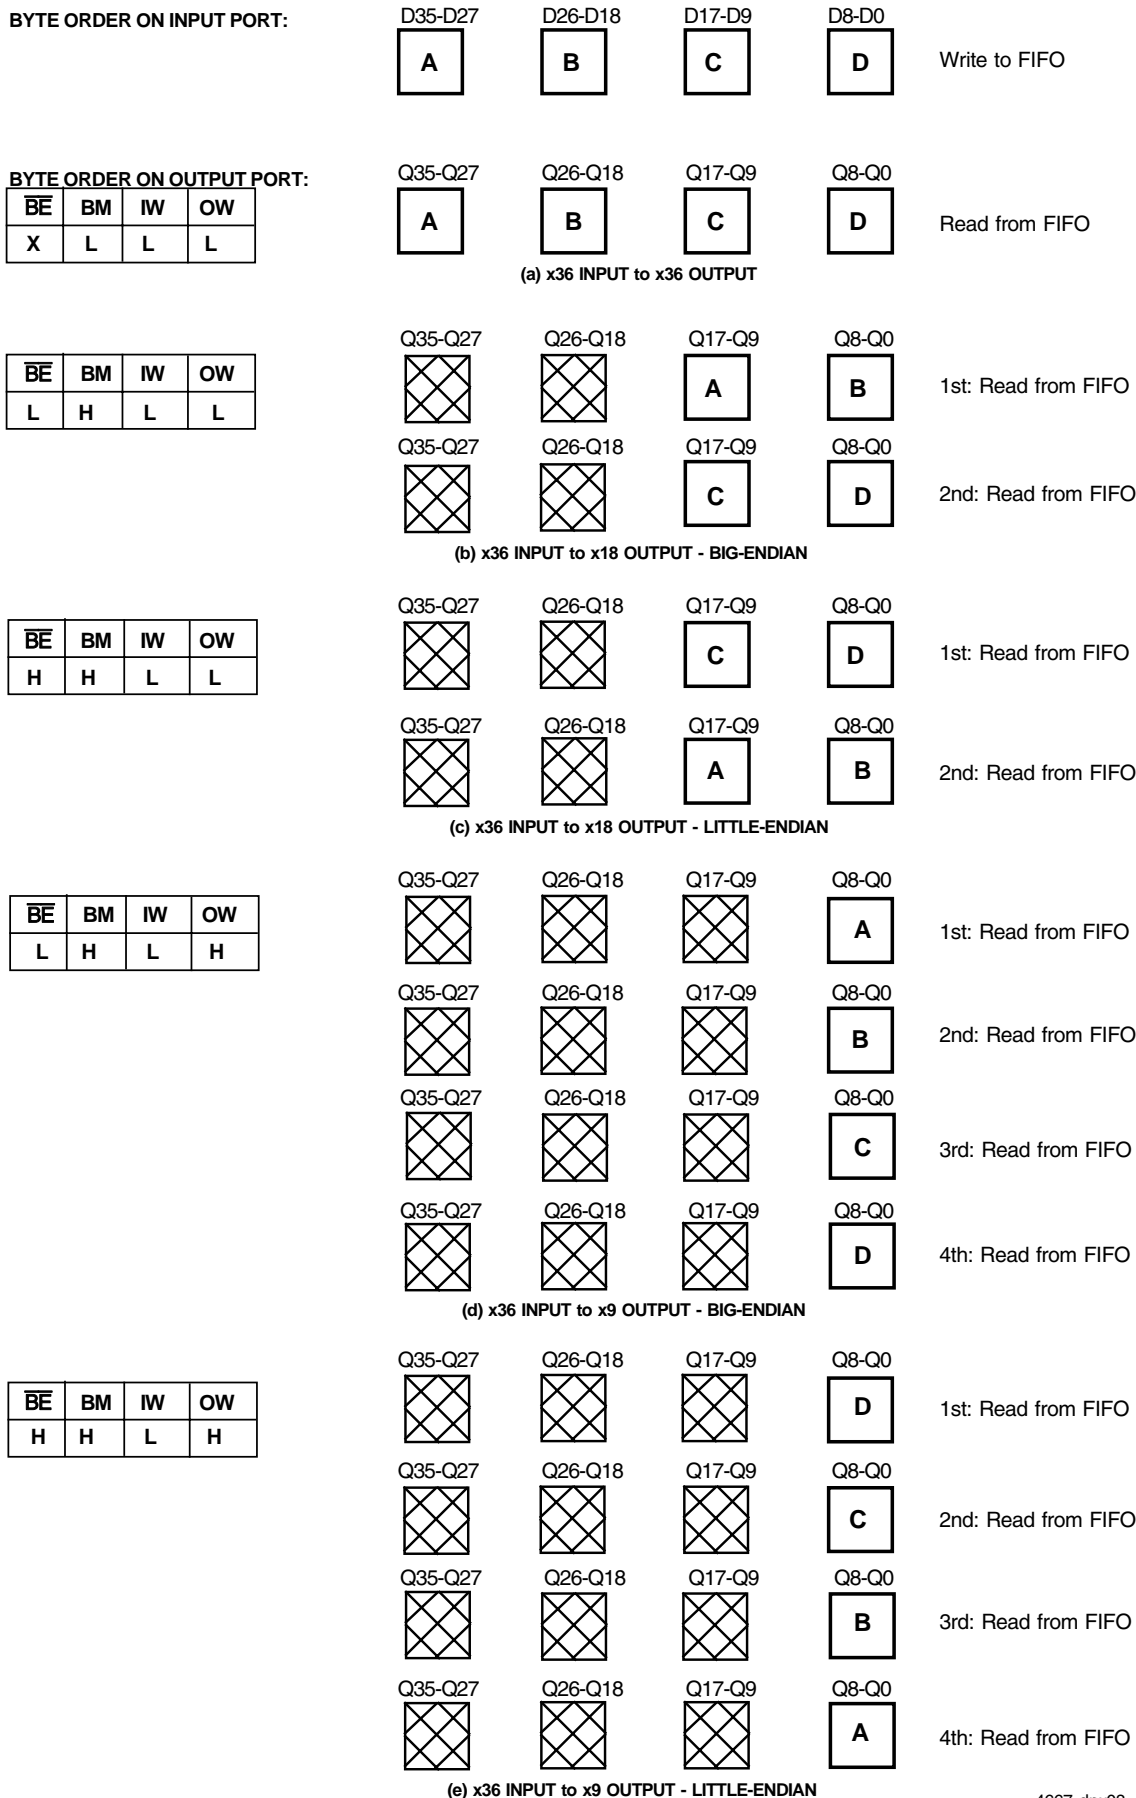 BYTE ORDER ON INPUT PORT: D35-D27 D26-D18 D17-D9 D8-D0
A B C D Write to FIFO
BYTE ORDER ON OUTPUT PORT: Q35-Q27 Q26-Q18 Q17-Q9 Q8-Q0
BE BM IW OW
X L L L
A B C D Read from FIFO
(a) x36 INPUT to x36 OUTPUT
Q35-Q27 Q26-Q18 Q17-Q9 Q8-Q0
BE BM IW OW
L H L L
A B 1st: Read from FIFO
Q35-Q27 Q26-Q18 Q17-Q9 Q8-Q0
C D 2nd: Read from FIFO
(b) x36 INPUT to x18 OUTPUT - BIG-ENDIAN
Q35-Q27 Q26-Q18 Q17-Q9 Q8-Q0
BE BM IW OW
H H L L
C D 1st: Read from FIFO
Q35-Q27 Q26-Q18 Q17-Q9 Q8-Q0
A B 2nd: Read from FIFO
(c) x36 INPUT to x18 OUTPUT - LITTLE-ENDIAN
Q35-Q27 Q26-Q18 Q17-Q9 Q8-Q0
BE BM IW OW
L H L H
A 1st: Read from FIFO
Q35-Q27 Q26-Q18 Q17-Q9 Q8-Q0
B 2nd: Read from FIFO
Q35-Q27 Q26-Q18 Q17-Q9 Q8-Q0
C 3rd: Read from FIFO
Q35-Q27 Q26-Q18 Q17-Q9 Q8-Q0
D 4th: Read from FIFO
(d) x36 INPUT to x9 OUTPUT - BIG-ENDIAN
Q35-Q27 Q26-Q18 Q17-Q9 Q8-Q0
BE BM IW OW
H H L H
D 1st: Read from FIFO
Q35-Q27 Q26-Q18 Q17-Q9 Q8-Q0
C 2nd: Read from FIFO
Q35-Q27 Q26-Q18 Q17-Q9 Q8-Q0
B 3rd: Read from FIFO
Q35-Q27 Q26-Q18 Q17-Q9 Q8-Q0
A 4th: Read from FIFO
(e) x36 INPUT to x9 OUTPUT - LITTLE-ENDIAN